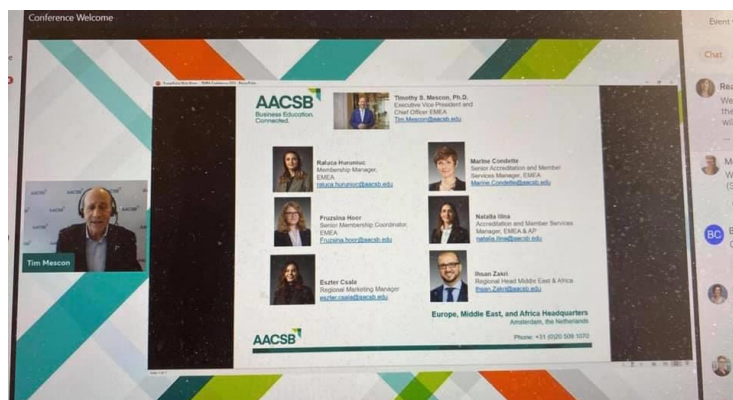 Conference Welcome
Event
Chat
AACSB
Business Education.
Connected.
Timothy S. Mescon, Ph.D.
Executive Vice President and
Chief Officer EMEA
Tim.Mescon@aacsb.edu
Raluca Hurunluc
Membership Manager,
EMEA
raluca.hurunluc@aacsb.edu
Marine Condette
Senior Accreditation and Member
Services Manager, EMEA
Marine.Condette@aacsb.edu
Fruzsina Hoor
Senior Membership Coordinator,
EMEA
Fruzsina.hoor@aacsb.edu
Natalia Ilina
Accreditation and Member Services
Manager, EMEA & AP
natalia.ilina@aacsb.edu
Eszter Csala
Regional Marketing Manager
eszter.csala@aacsb.edu
Ihsan Zakri
Regional Head Middle East & Africa
Ihsan.Zakri@aacsb.edu
Europe, Middle East, and Africa Headquarters
Amsterdam, the Netherlands
AACSB
Phone: +31 (0)20 509 1070
Tim Mescon
BC